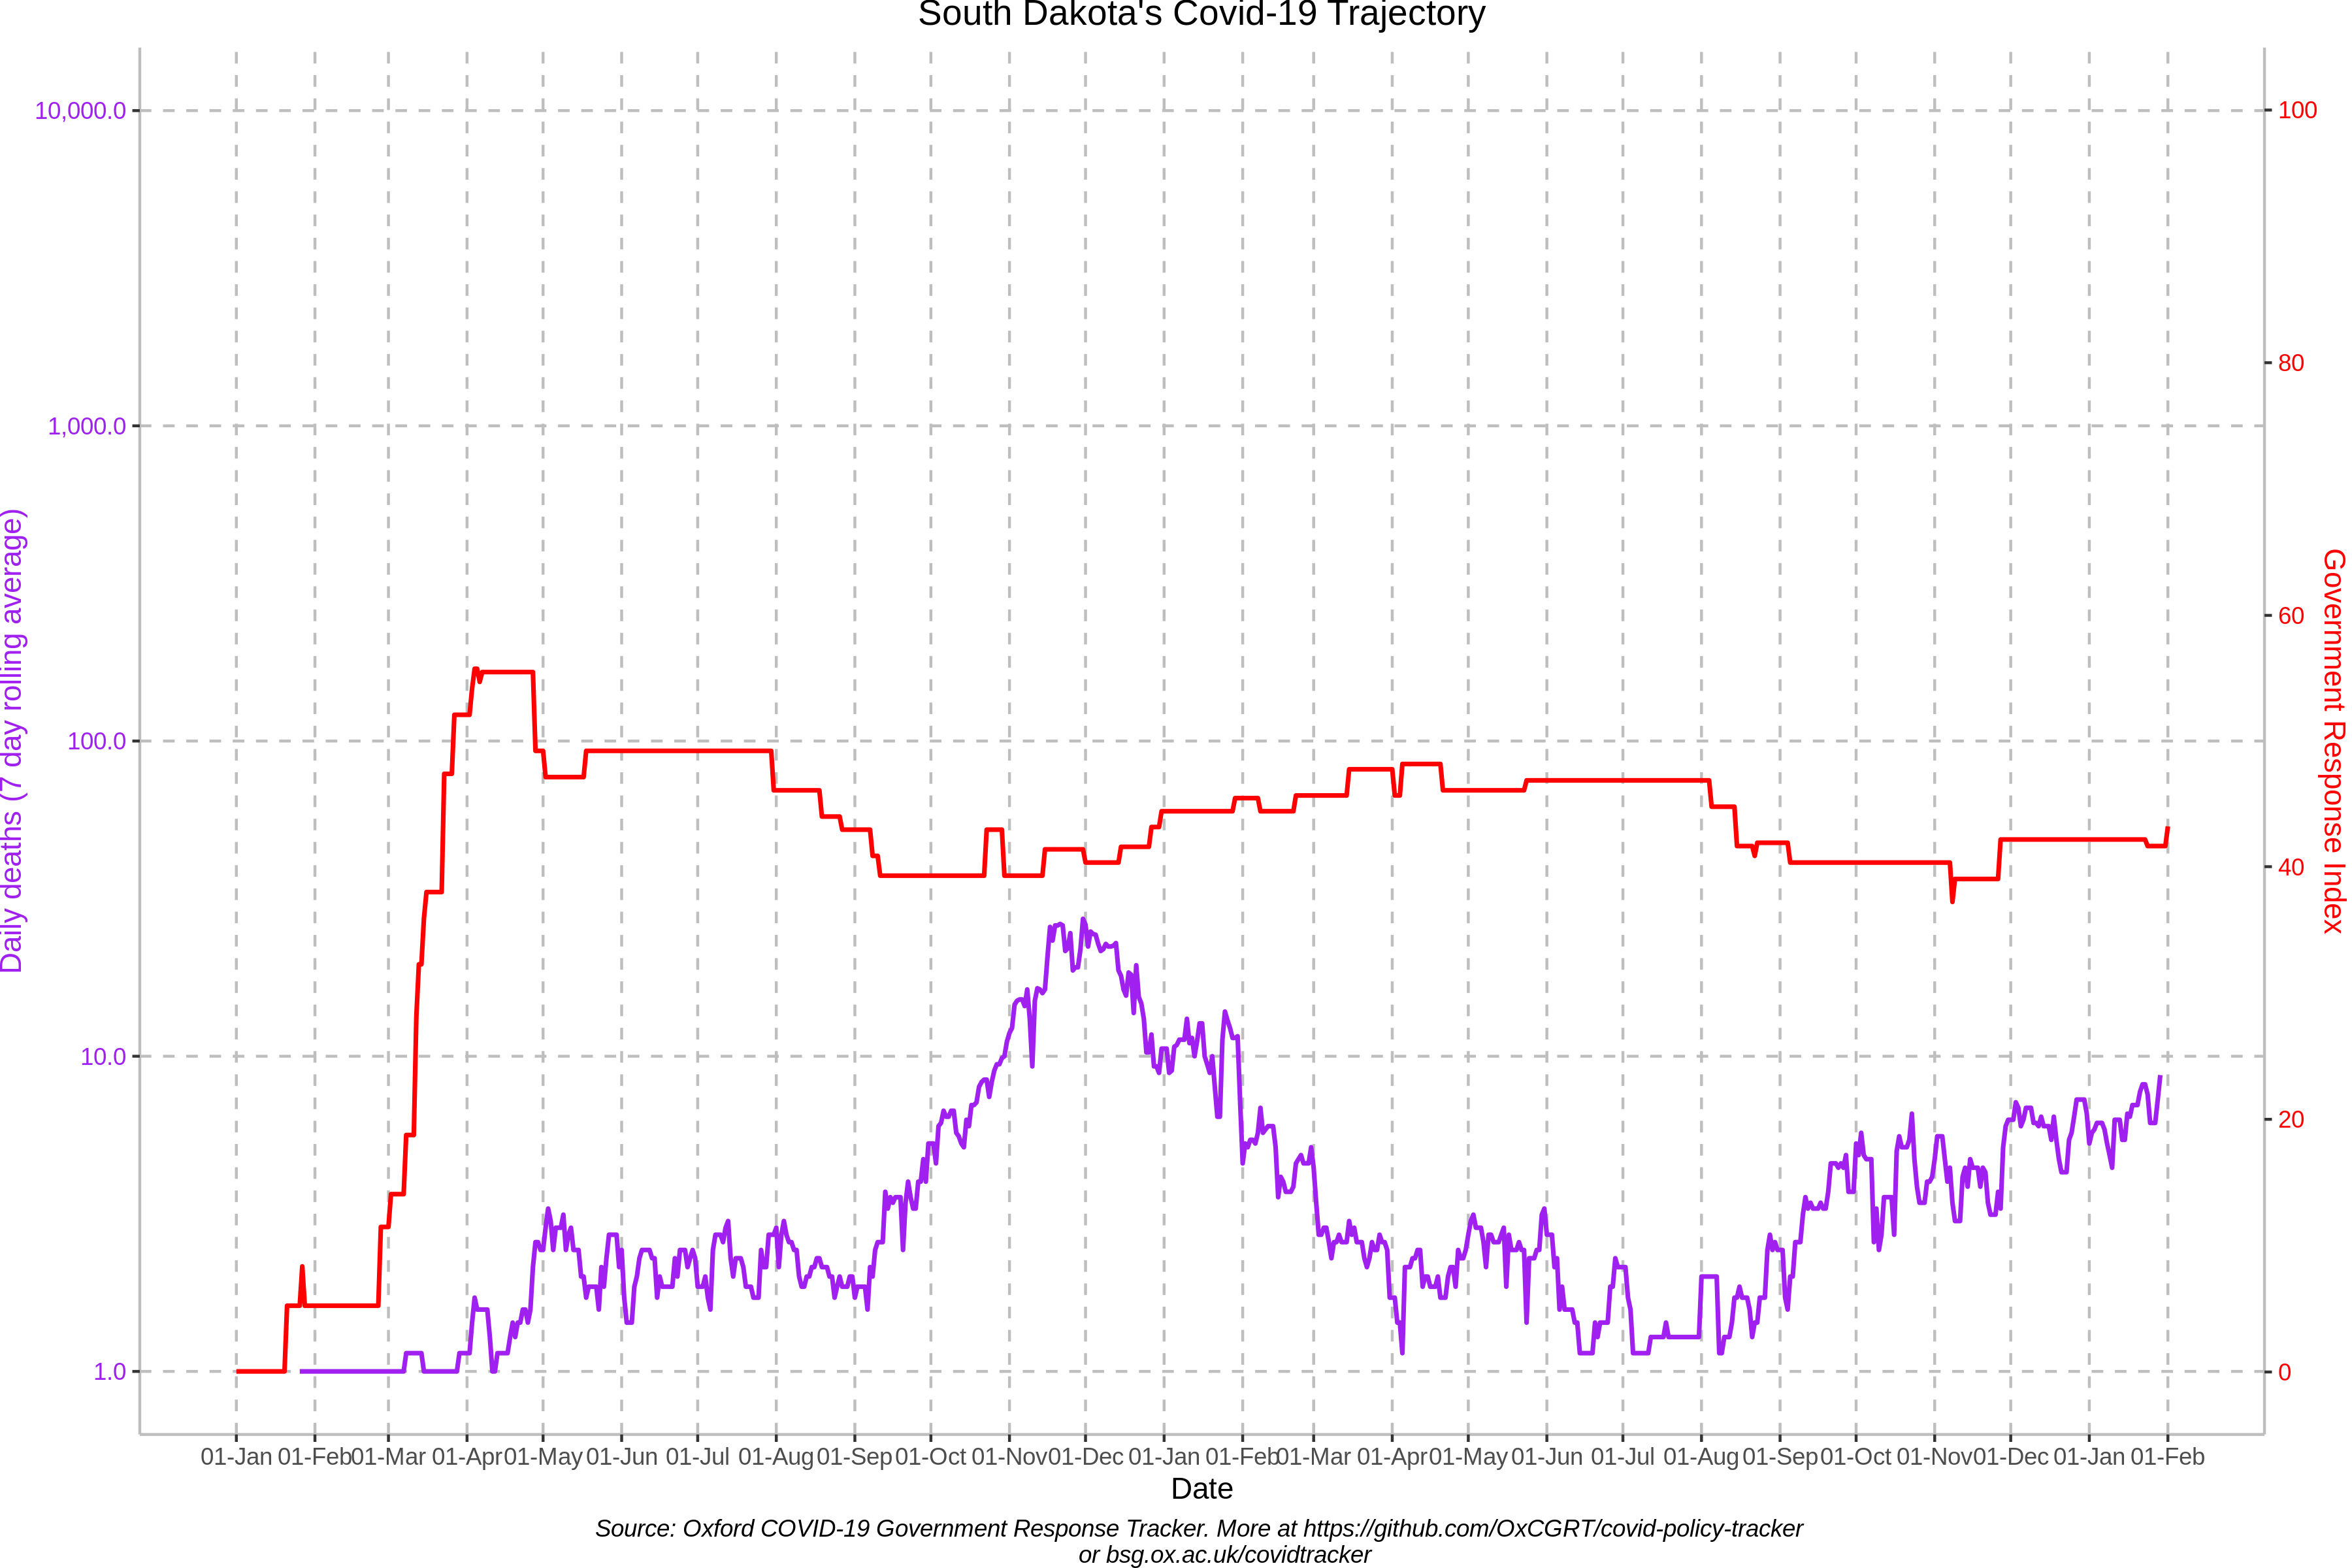 South Dakota's Covid-19 Trajectory
10,000.0
1,000.0
100.0
10.0
1.0
Daily deaths (7 day rolling average)
100
80
60
40
20
0
Government Response Index
01-Jan 01-Feb 01-Mar 01-Apr 01-May 01-Jun 01-Jul 01-Aug 01-Sep 01-Oct 01-Nov 01-Dec 01-Jan 01-Feb 01-Mar 01-Apr 01-May 01-Jun 01-Jul 01-Aug 01-Sep 01-Oct 01-Nov 01-Dec 01-Jan 01-Feb
Date
Source: Oxford COVID-19 Government Response Tracker. More at https://github.com/OxCGRT/covid-policy-tracker
or bsg.ox.ac.uk/covidtracker